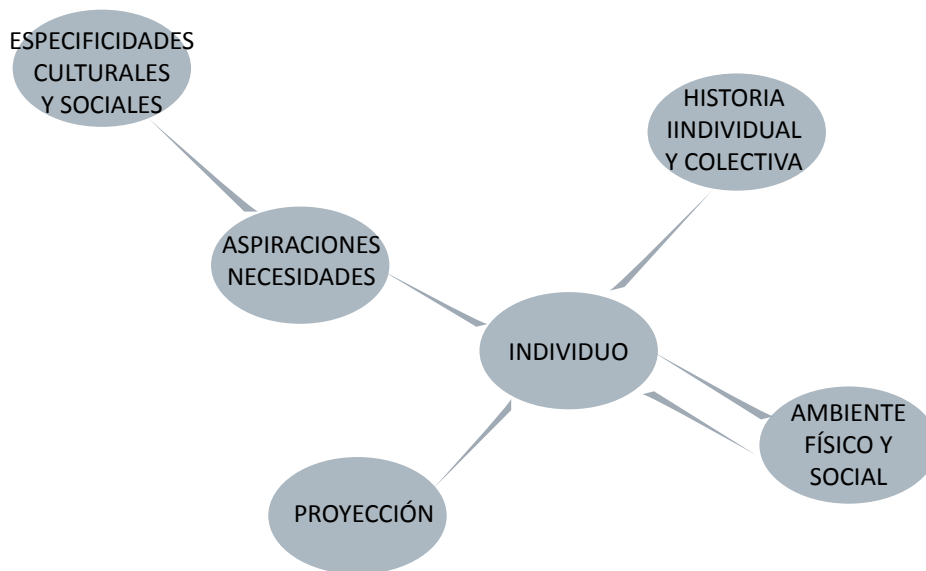 ESPECIFICIDADES
CULTURALES
Y SOCIALES
HISTORIA
IINDIVIDUAL
Y COLECTIVA
ASPIRACIONES
NECESIDADES
INDIVIDUO
AMBIENTE
FÍSICO Y
SOCIAL
PROYECCIÓN